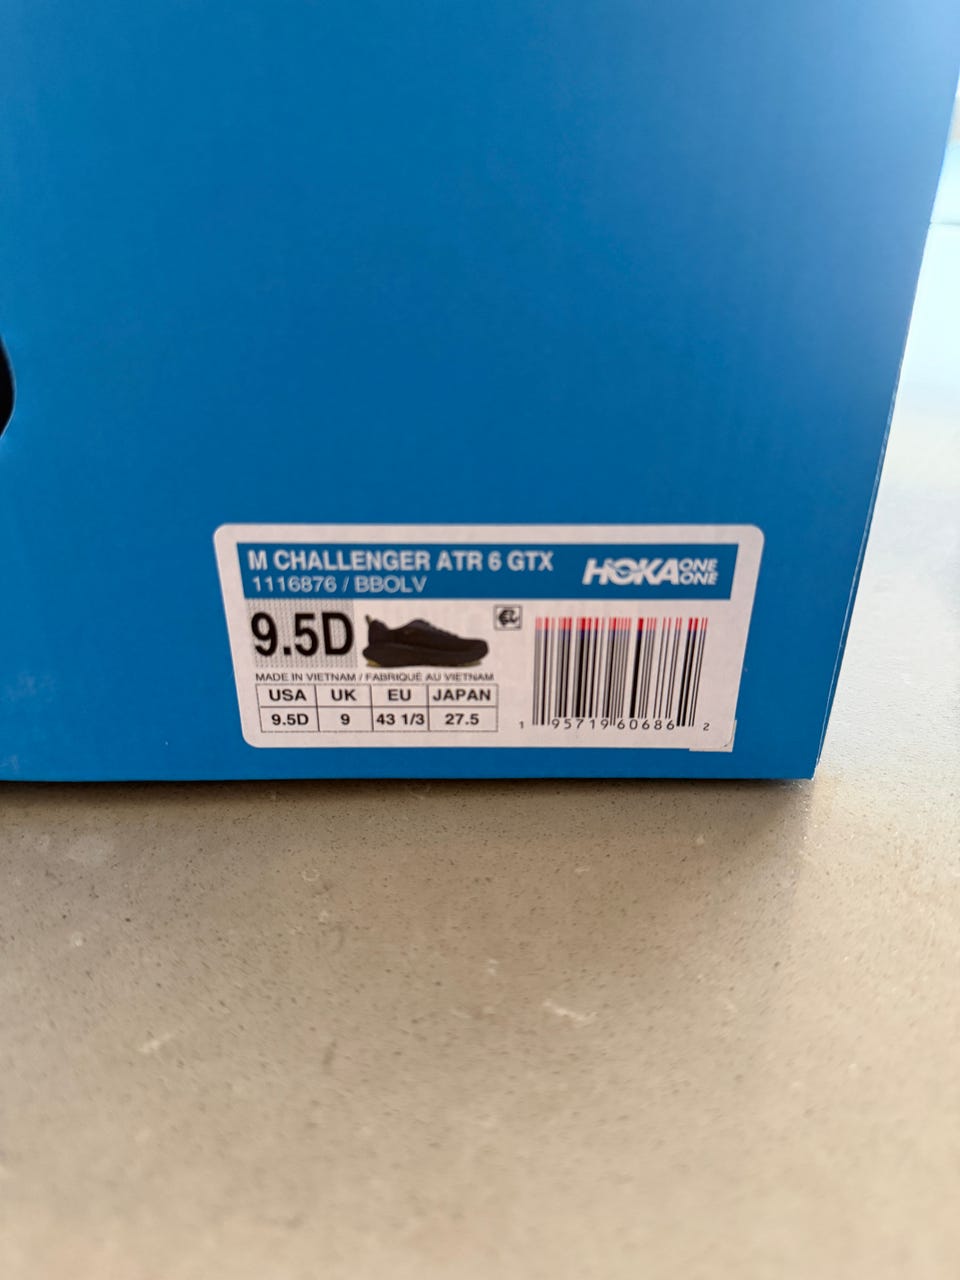 M CHALLENGER ATR 6 GTX
1116876 / BBOLV
HOKA ONE ONE
9.5D
MADE IN VIETNAM / FABRIQUÉ AU VIETNAM
USA UK EU JAPAN
9.5D 9 43 1/3 27.5
1 95719 60686 2